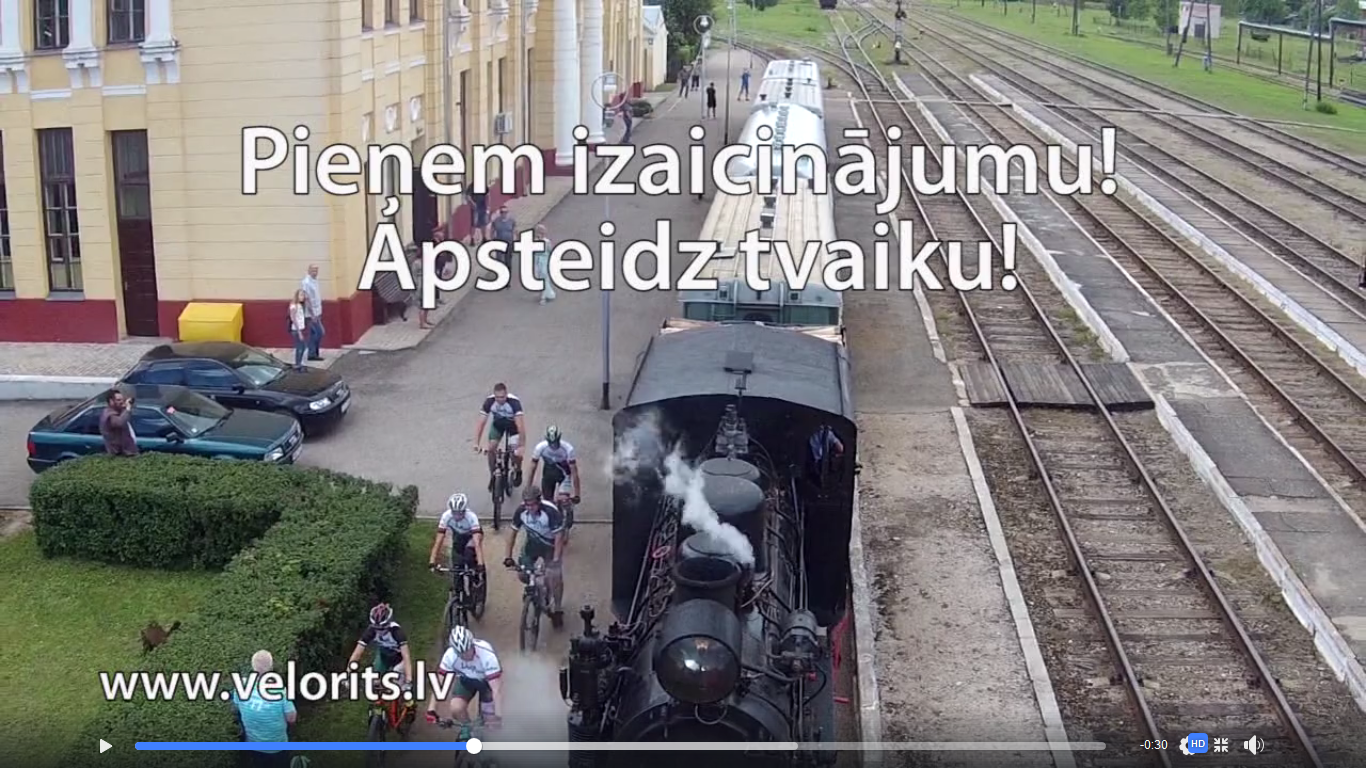 Pieņem izaicinājumu!
Apsteidz tvaiku!
www.velorits.lv
-0:30
HD